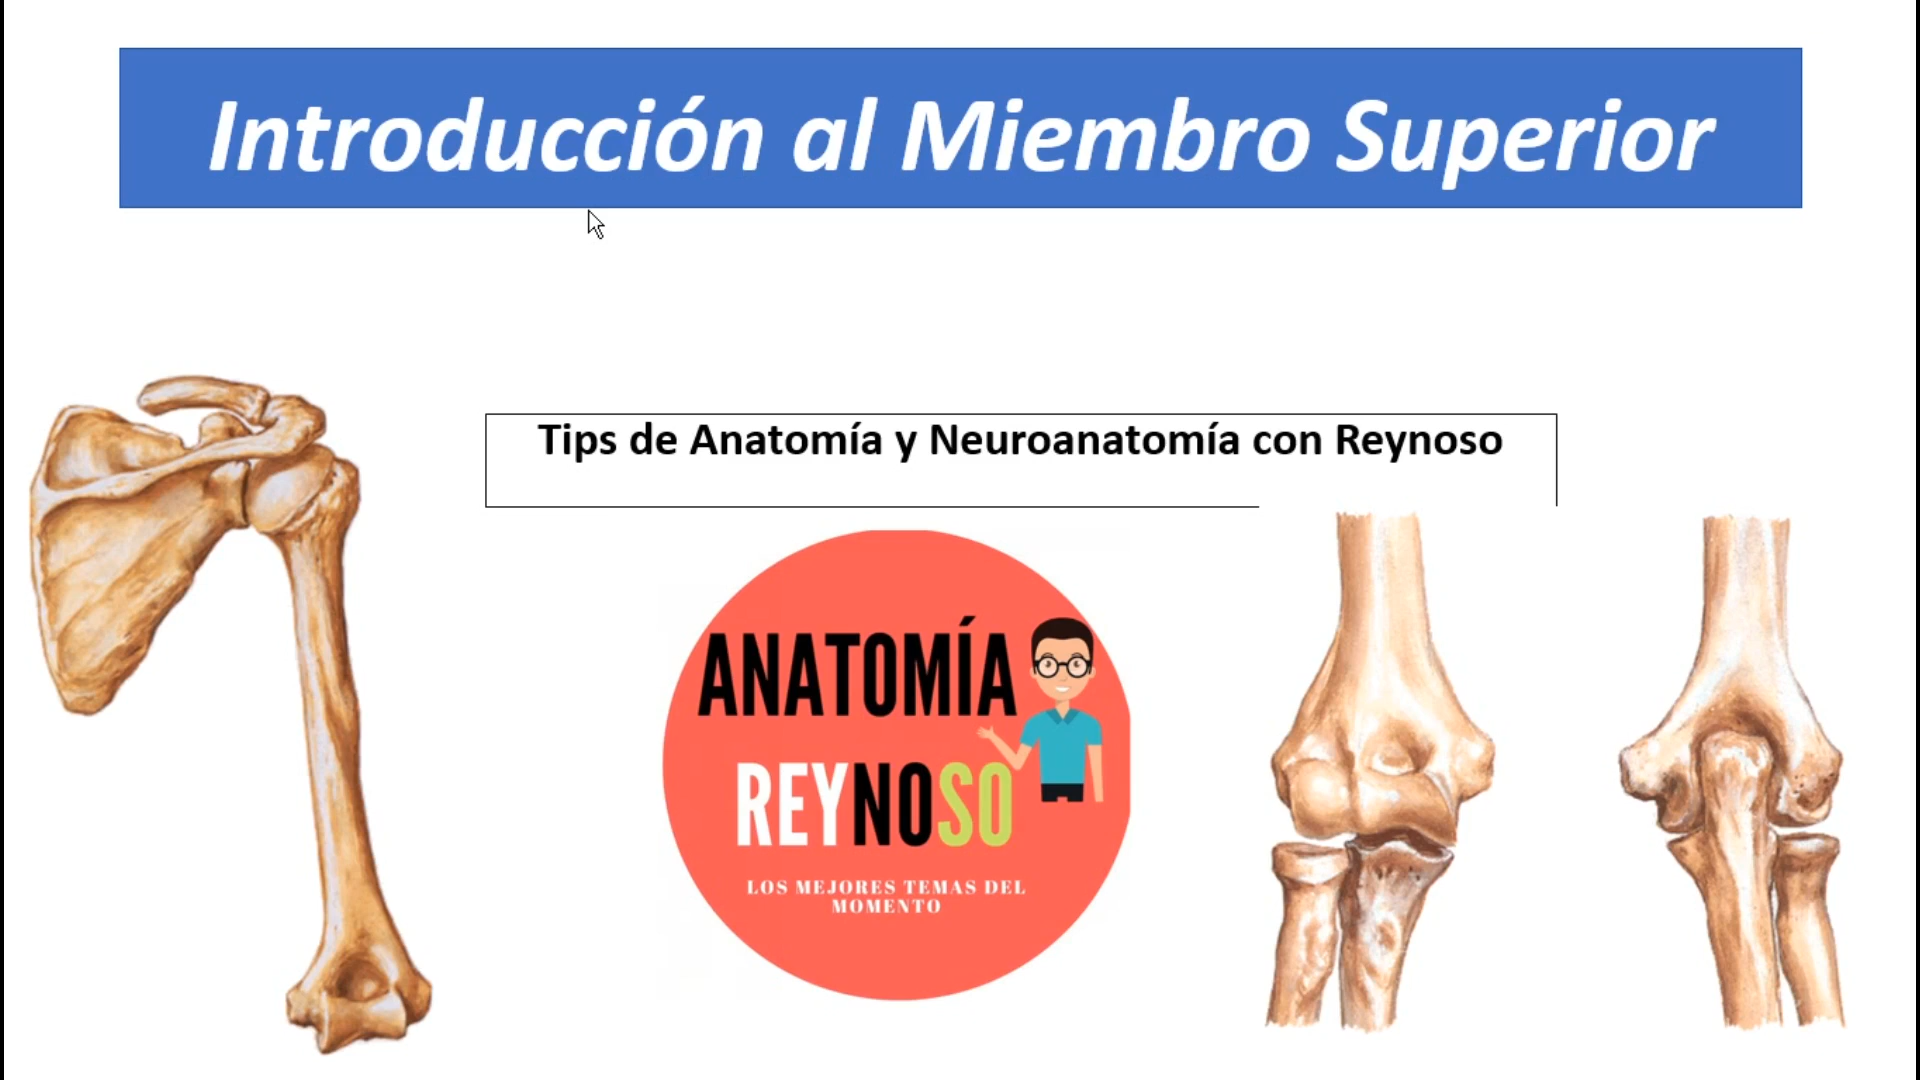 Introducción al Miembro Superior
Tips de Anatomía y Neuroanatomía con Reynoso
ANATOMÍA
REYNOSO
LOS MEJORES TEMAS DEL
MOMENTO